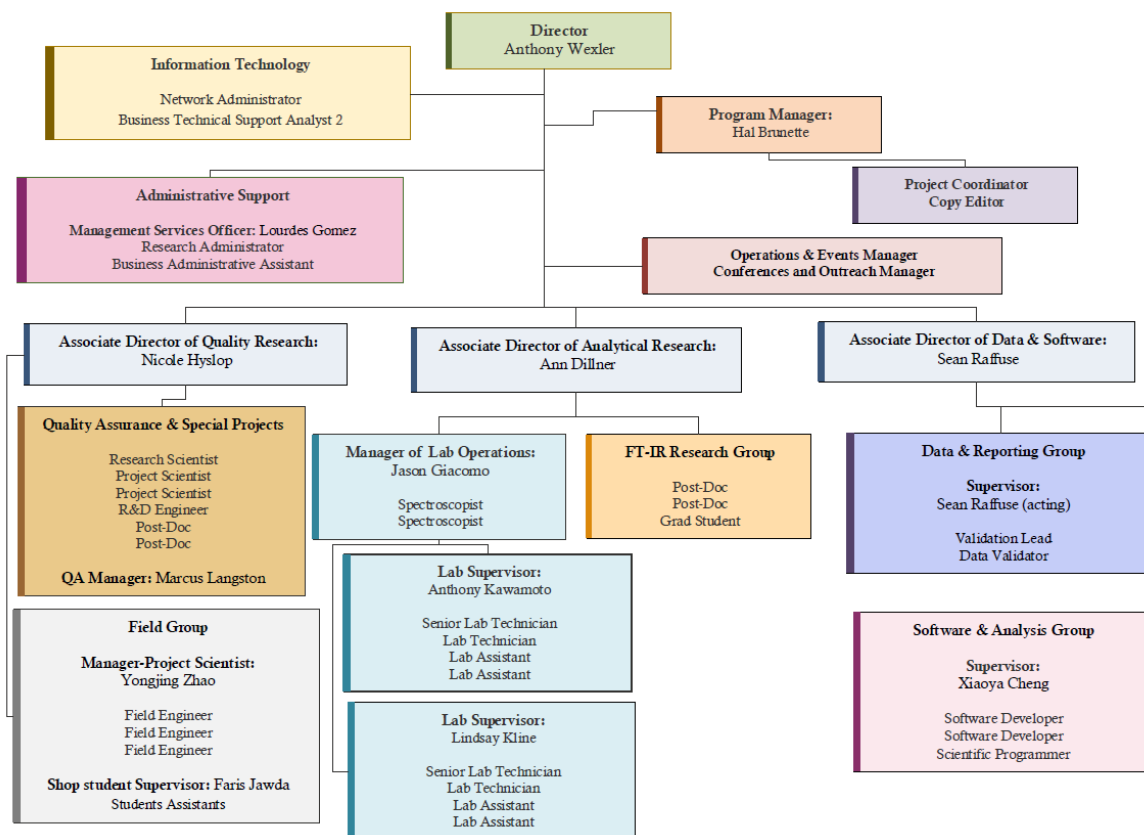 Director
Anthony Wexler
Information Technology
Network Administrator
Business Technical Support Analyst 2
Program Manager:
Hal Brunette
Project Coordinator
Copy Editor
Administrative Support
Management Services Officer: Lourdes Gomez
Research Administrator
Business Administrative Assistant
Operations & Events Manager
Conferences and Outreach Manager
Associate Director of Quality Research:
Nicole Hyslop
Associate Director of Analytical Research:
Ann Dillner
Associate Director of Data & Software:
Sean Raffuse
Quality Assurance & Special Projects
Research Scientist
Project Scientist
Project Scientist
R&D Engineer
Post-Doc
Post-Doc
QA Manager: Marcus Langston
Field Group
Manager-Project Scientist:
Yongjing Zhao
Field Engineer
Field Engineer
Field Engineer
Shop student Supervisor: Faris Jawda
Students Assistants
Manager of Lab Operations:
Jason Giacomo
Spectroscopist
Spectroscopist
Lab Supervisor:
Anthony Kawamoto
Senior Lab Technician
Lab Technician
Lab Assistant
Lab Assistant
Lab Supervisor:
Lindsay Kline
Senior Lab Technician
Lab Technician
Lab Assistant
Lab Assistant
FT-IR Research Group
Post-Doc
Post-Doc
Grad Student
Data & Reporting Group
Supervisor:
Sean Raffuse (acting)
Validation Lead
Data Validator
Software & Analysis Group
Supervisor:
Xiaoya Cheng
Software Developer
Software Developer
Scientific Programmer